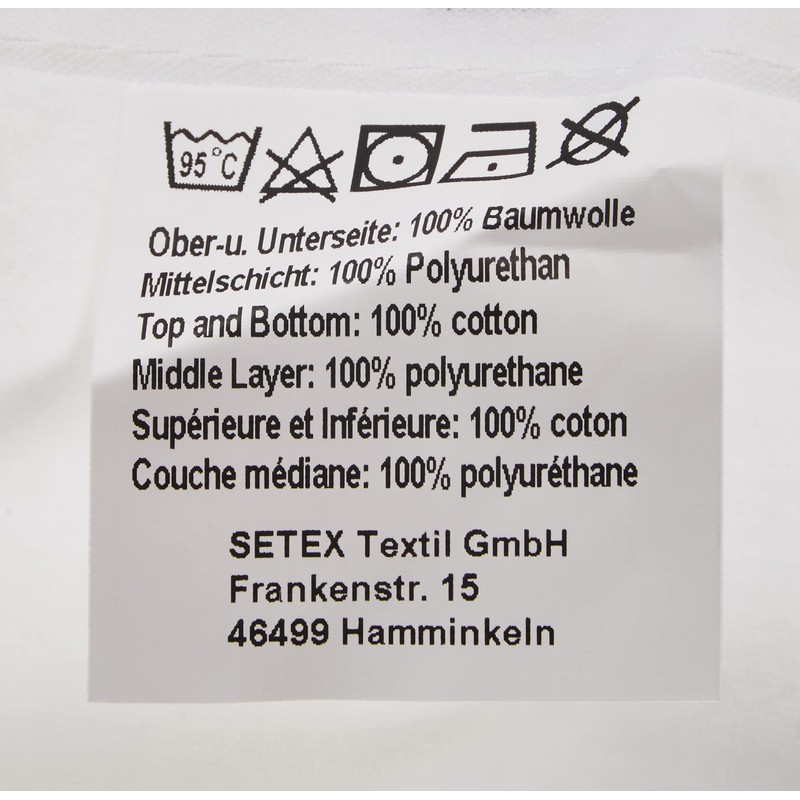 95°C
Ober-u. Unterseite: 100% Baumwolle
Mittelschicht: 100% Polyurethan
Top and Bottom: 100% cotton
Middle Layer: 100% polyurethane
Supérieure et Inférieure: 100% coton
Couche médiane: 100% polyuréthane
SETEX Textil GmbH
Frankenstr. 15
46499 Hamminkeln